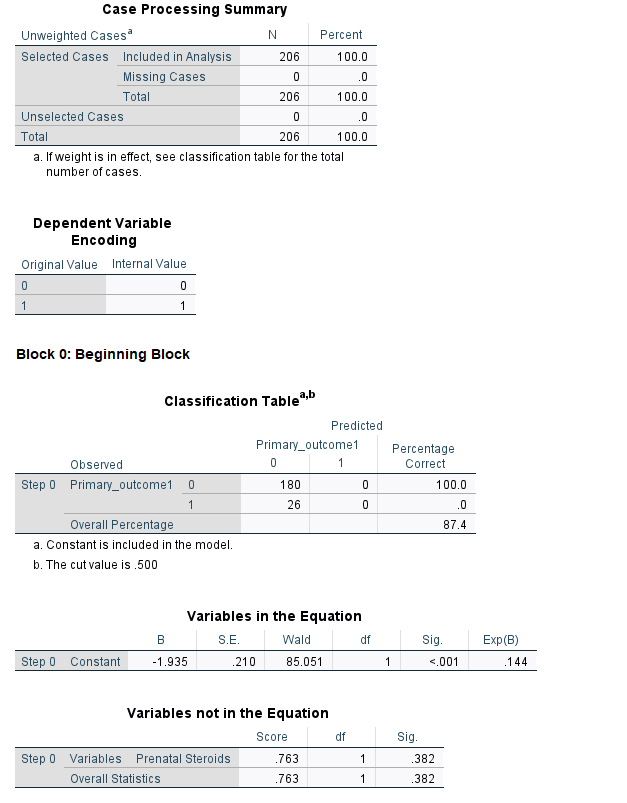 Case Processing Summary
Unweighted Casesa N Percent
Selected Cases Included in Analysis 206 100.0
Missing Cases 0 .0
Total 206 100.0
Unselected Cases 0 .0
Total 206 100.0
a. If weight is in effect, see classification table for the total
number of cases.
Dependent Variable
Encoding
Original Value Internal Value
0 0
1 1
Block 0: Beginning Block
Classification Tablea,b
Predicted
Primary_outcome1 Percentage
Observed 0 1 Correct
Step 0 Primary_outcome1 0 180 0 100.0
1 26 0 .0
Overall Percentage 87.4
a. Constant is included in the model.
b. The cut value is .500
Variables in the Equation
B S.E. Wald df Sig. Exp(B)
Step 0 Constant -1.935 .210 85.051 1 <.001 .144
Variables not in the Equation
Score df Sig.
Step 0 Variables Prenatal Steroids .763 1 .382
Overall Statistics .763 1 .382